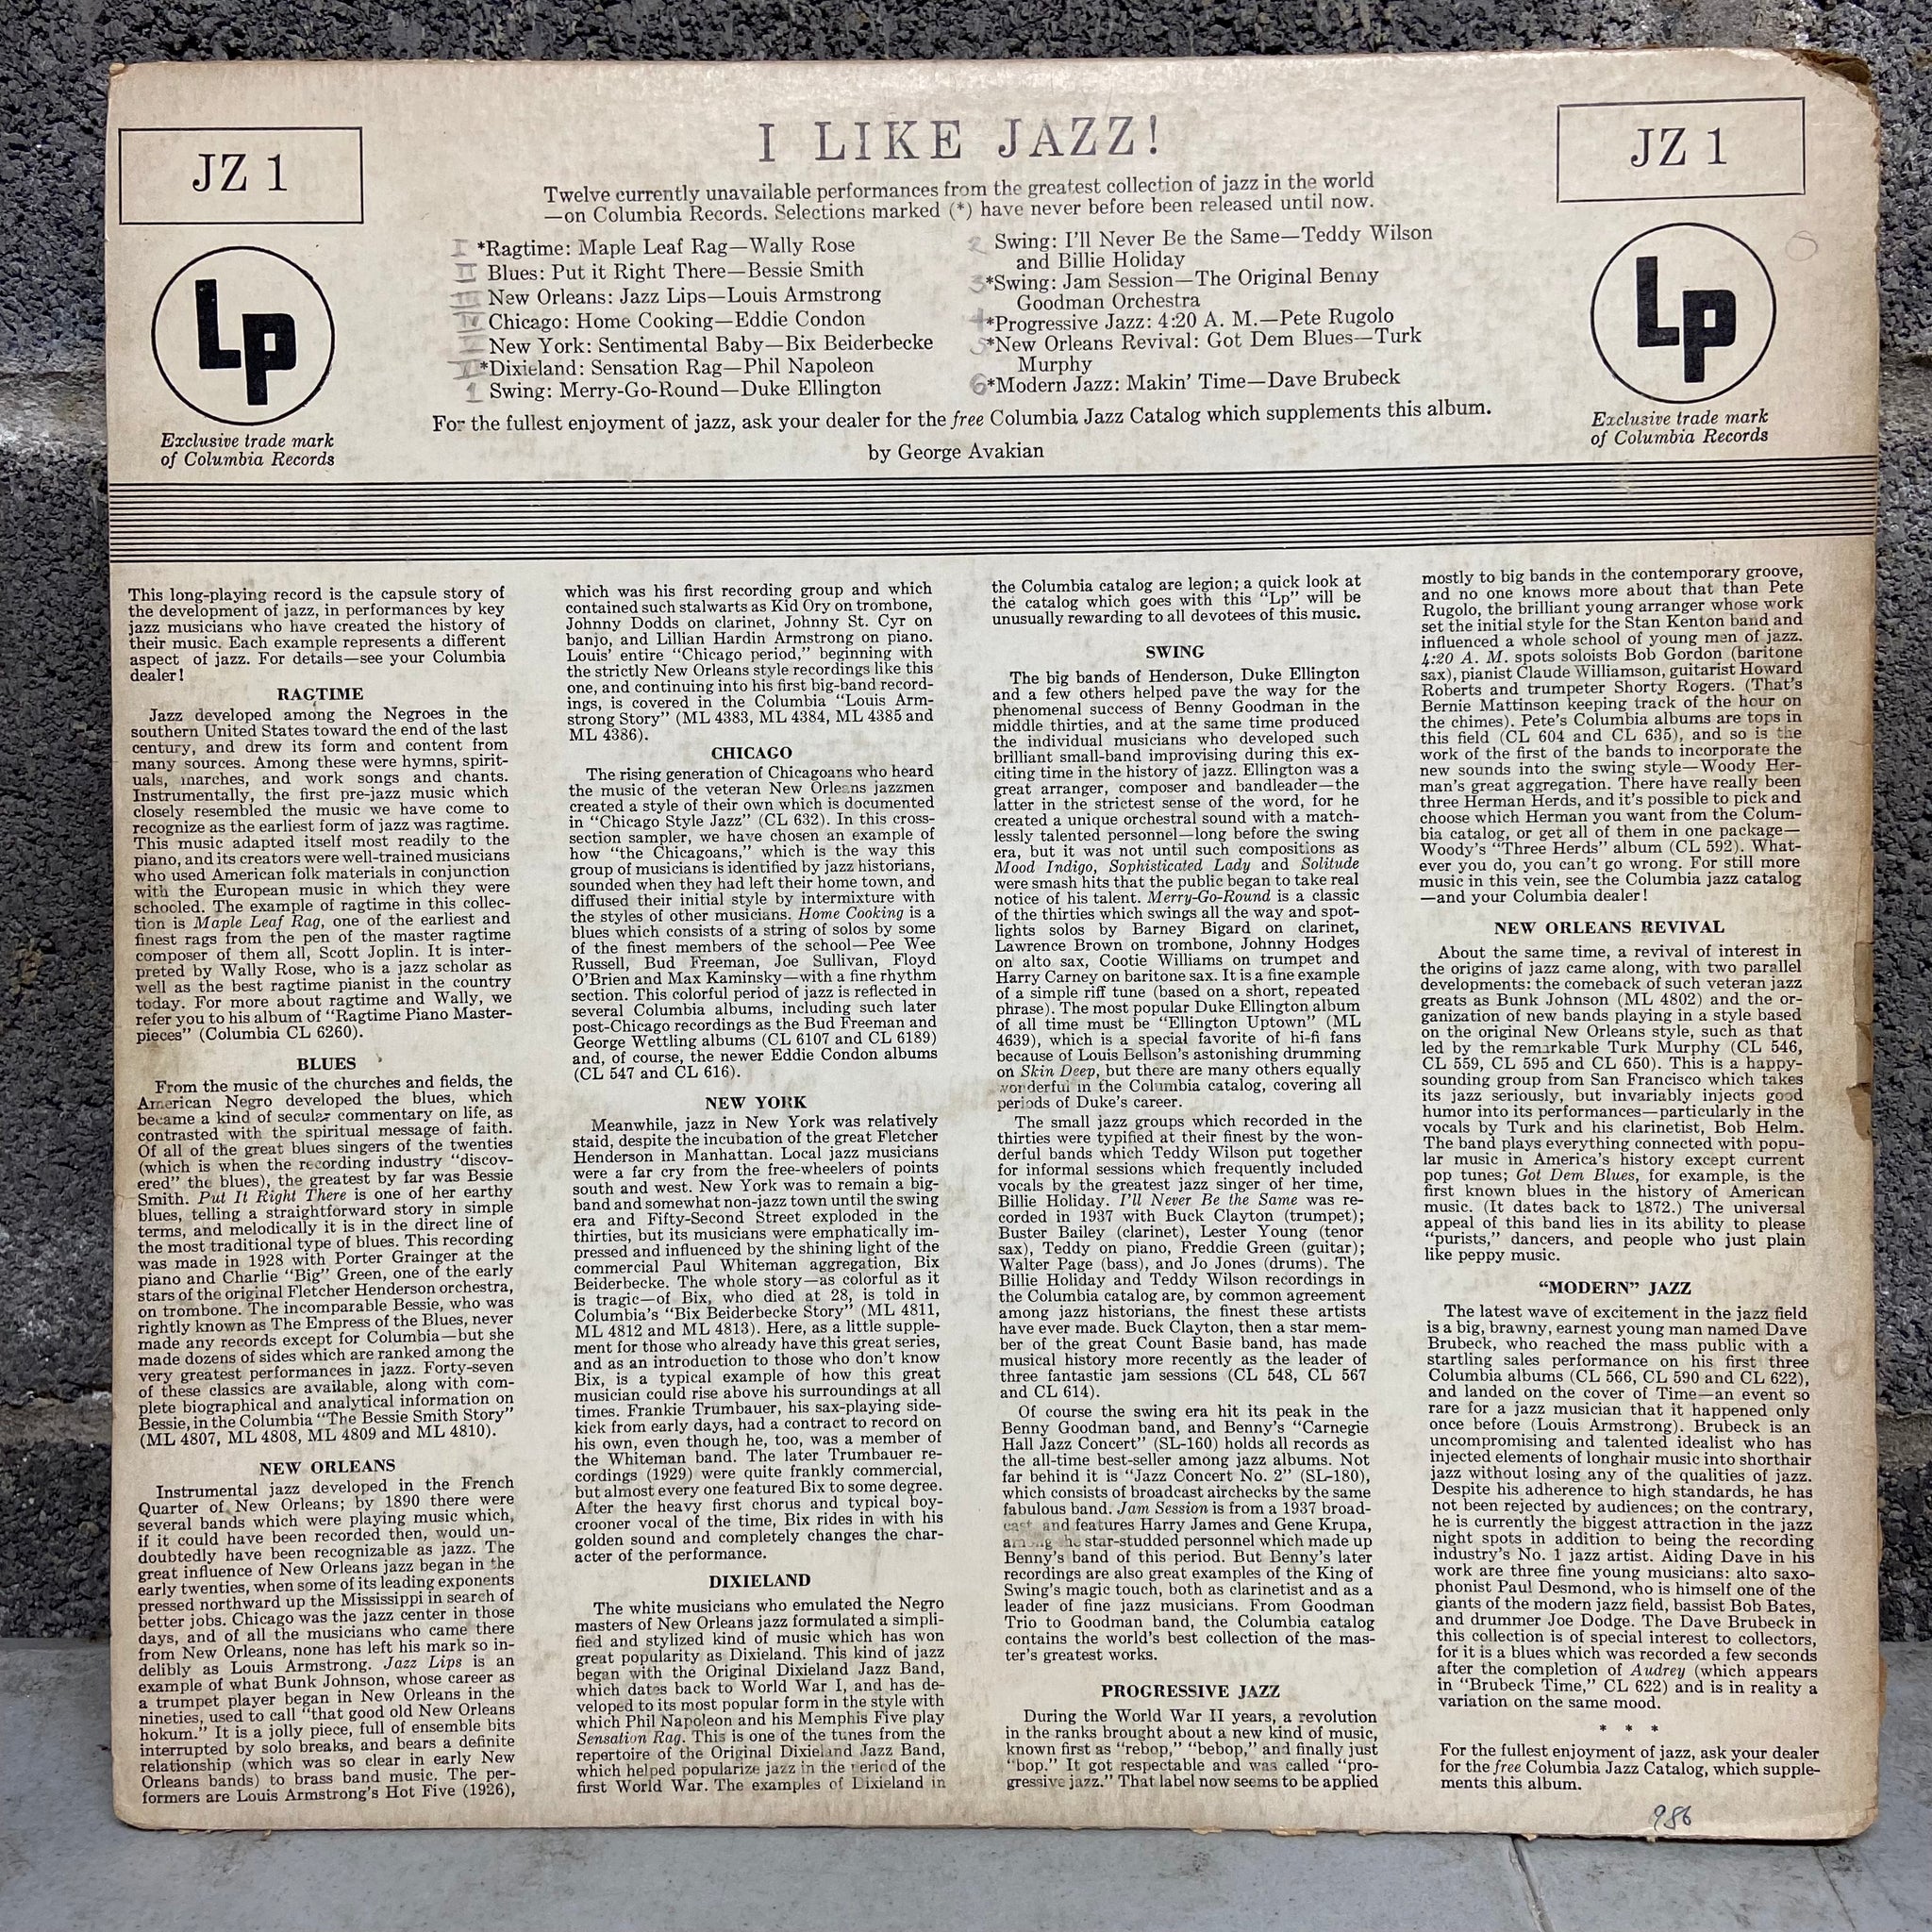 JZ 1
I LIKE JAZZ!
JZ 1
Twelve currently unavailable performances from the greatest collection of jazz in the world
—on Columbia Records. Selections marked (*) have never before been released until now.
I *Ragtime: Maple Leaf Rag—Wally Rose
II Blues: Put it Right There—Bessie Smith
III New Orleans: Jazz Lips—Louis Armstrong
IV Chicago: Home Cooking—Eddie Condon
New York: Sentimental Baby—Bix Beiderbecke
VI *Dixieland: Sensation Rag—Phil Napoleon
1 Swing: Merry-Go-Round—Duke Ellington
2 Swing: I'll Never Be the Same—Teddy Wilson
and Billie Holiday
3 *Swing: Jam Session—The Original Benny
Goodman Orchestra
4 *Progressive Jazz: 4:20 A. M.—Pete Rugolo
5 *New Orleans Revival: Got Dem Blues—Turk
Murphy
6 *Modern Jazz: Makin' Time—Dave Brubeck
For the fullest enjoyment of jazz, ask your dealer for the free Columbia Jazz Catalog which supplements this album.
by George Avakian
Lp
Exclusive trade mark
of Columbia Records
Lp
Exclusive trade mark
of Columbia Records
This long-playing record is the capsule story of
the development of jazz, in performances by key
jazz musicians who have created the history of
their music. Each example represents a different
aspect of jazz. For details—see your Columbia
dealer!
RAGTIME
Jazz developed among the Negroes in the
southern United States toward the end of the last
century, and drew its form and content from
many sources. Among these were hymns, spirit-
uals, marches, and work songs and chants.
Instrumentally, the first pre-jazz music which
closely resembled the music we have come to
recognize as the earliest form of jazz was ragtime.
This music adapted itself most readily to the
piano, and its creators were well-trained musicians
who used American folk materials in conjunction
with the European music in which they were
schooled. The example of ragtime in this collec-
tion is Maple Leaf Rag, one of the earliest and
finest rags from the pen of the master ragtime
composer of them all, Scott Joplin. It is inter-
preted by Wally Rose, who is a jazz scholar as
well as the best ragtime pianist in the country
today. For more about ragtime and Wally, we
refer you to his album of "Ragtime Piano Master-
pieces" (Columbia CL 6260).
BLUES
From the music of the churches and fields, the
American Negro developed the blues, which
became a kind of secular commentary on life, as
contrasted with the spiritual message of faith.
Of all of the great blues singers of the twenties
(which is when the recording industry "discov-
ered" the blues), the greatest by far was Bessie
Smith. Put It Right There is one of her earthy
blues, telling a straightforward story in simple
terms, and melodically it is in the direct line of
the most traditional type of blues. This recording
was made in 1928 with Porter Grainger at the
piano and Charlie "Big" Green, one of the early
stars of the original Fletcher Henderson orchestra,
on trombone. The incomparable Bessie, who was
rightly known as The Empress of the Blues, never
made any records except for Columbia—but she
made dozens of sides which are ranked among the
very greatest performances in jazz. Forty-seven
of these classics are available, along with com-
plete biographical and analytical information on
Bessie, in the Columbia "The Bessie Smith Story"
(ML 4807, ML 4808, ML 4809 and ML 4810).
NEW ORLEANS
Instrumental jazz developed in the French
Quarter of New Orleans; by 1890 there were
several bands which were playing music which,
if it could have been recorded then, would un-
doubtedly have been recognizable as jazz. The
great influence of New Orleans jazz began in the
early twenties, when some of its leading exponents
pressed northward up the Mississippi in search of
better jobs. Chicago was the jazz center in those
days, and of all the musicians who came there
from New Orleans, none has left his mark so in-
delibly as Louis Armstrong. Jazz Lips is an
example of what Bunk Johnson, whose career as
a trumpet player began in New Orleans in the
nineties, used to call "that good old New Orleans
hokum." It is a jolly piece, full of ensemble bits
interrupted by solo breaks, and bears a definite
relationship (which was so clear in early New
Orleans bands) to brass band music. The per-
formers are Louis Armstrong's Hot Five (1926),
which was his first recording group and which
contained such stalwarts as Kid Ory on trombone,
Johnny Dodds on clarinet, Johnny St. Cyr on
banjo, and Lillian Hardin Armstrong on piano.
Louis' entire "Chicago period," beginning with
the strictly New Orleans style recordings like this
one, and continuing into his first big-band record-
ings, is covered in the Columbia "Louis Arm-
strong Story" (ML 4383, ML 4384, ML 4385 and
ML 4386).
CHICAGO
The rising generation of Chicagoans who heard
the music of the veteran New Orleans jazzmen
created a style of their own which is documented
in "Chicago Style Jazz" (CL 632). In this cross-
section sampler, we have chosen an example of
how "the Chicagoans," which is the way this
group of musicians is identified by jazz historians,
sounded when they had left their home town, and
diffused their initial style by intermixture with
the styles of other musicians. Home Cooking is a
blues which consists of a string of solos by some
of the finest members of the school—Pee Wee
Russell, Bud Freeman, Joe Sullivan, Floyd
O'Brien and Max Kaminsky—with a fine rhythm
section. This colorful period of jazz is reflected in
several Columbia albums, including such later
post-Chicago recordings as the Bud Freeman and
George Wettling albums (CL 6107 and CL 6189)
and, of course, the newer Eddie Condon albums
(CL 547 and CL 616).
NEW YORK
Meanwhile, jazz in New York was relatively
staid, despite the incubation of the great Fletcher
Henderson in Manhattan. Local jazz musicians
were a far cry from the free-wheelers of points
south and west. New York was to remain a big-
band and somewhat non-jazz town until the swing
era and Fifty-Second Street exploded in the
thirties, but its musicians were emphatically im-
pressed and influenced by the shining light of the
commercial Paul Whiteman aggregation, Bix
Beiderbecke. The whole story—as colorful as it
is tragic—of Bix, who died at 28, is told in
Columbia's "Bix Beiderbecke Story" (ML 4811,
ML 4812 and ML 4813). Here, as a little supple-
ment for those who already have this great series,
and as an introduction to those who don't know
Bix, is a typical example of how this great
musician could rise above his surroundings at all
times. Frankie Trumbauer, his sax-playing side-
kick from early days, had a contract to record on
his own, even though he, too, was a member of
the Whiteman band. The later Trumbauer re-
cordings (1929) were quite frankly commercial,
but almost every one featured Bix to some degree.
After the heavy first chorus and typical boy-
crooner vocal of the time, Bix rides in with his
golden sound and completely changes the char-
acter of the performance.
DIXIELAND
The white musicians who emulated the Negro
masters of New Orleans jazz formulated a simpli-
fied and stylized kind of music which has won
great popularity as Dixieland. This kind of jazz
began with the Original Dixieland Jazz Band,
which dates back to World War I, and has de-
veloped to its most popular form in the style with
which Phil Napoleon and his Memphis Five play
Sensation Rag. This is one of the tunes from the
repertoire of the Original Dixieland Jazz Band,
which helped popularize jazz in the period of the
first World War. The examples of Dixieland in
the Columbia catalog are legion; a quick look at
the catalog which goes with this "Lp" will be
unusually rewarding to all devotees of this music.
SWING
The big bands of Henderson, Duke Ellington
and a few others helped pave the way for the
phenomenal success of Benny Goodman in the
middle thirties, and at the same time produced
the individual musicians who developed such
brilliant small-band improvising during this ex-
citing time in the history of jazz. Ellington was a
great arranger, composer and bandleader—the
latter in the strictest sense of the word, for he
created a unique orchestral sound with a match-
lessly talented personnel—long before the swing
era, but it was not until such compositions as
Mood Indigo, Sophisticated Lady and Solitude
were smash hits that the public began to take real
notice of his talent. Merry-Go-Round is a classic
of the thirties which swings all the way and spot-
lights solos by Barney Bigard on clarinet,
Lawrence Brown on trombone, Johnny Hodges
on alto sax, Cootie Williams on trumpet and
Harry Carney on baritone sax. It is a fine example
of a simple riff tune (based on a short, repeated
phrase). The most popular Duke Ellington album
of all time must be "Ellington Uptown" (ML
4639), which is a special favorite of hi-fi fans
because of Louis Bellson's astonishing drumming
on Skin Deep, but there are many others equally
wonderful in the Columbia catalog, covering all
periods of Duke's career.
The small jazz groups which recorded in the
thirties were typified at their finest by the won-
derful bands which Teddy Wilson put together
for informal sessions which frequently included
vocals by the greatest jazz singer of her time,
Billie Holiday. I'll Never Be the Same was re-
corded in 1937 with Buck Clayton (trumpet);
Buster Bailey (clarinet), Lester Young (tenor
sax), Teddy on piano, Freddie Green (guitar);
Walter Page (bass), and Jo Jones (drums). The
Billie Holiday and Teddy Wilson recordings in
the Columbia catalog are, by common agreement
among jazz historians, the finest these artists
have ever made. Buck Clayton, then a star mem-
ber of the great Count Basie band, has made
musical history more recently as the leader of
three fantastic jam sessions (CL 548, CL 567
and CL 614).
Of course the swing era hit its peak in the
Benny Goodman band, and Benny's "Carnegie
Hall Jazz Concert" (SL-160) holds all records as
the all-time best-seller among jazz albums. Not
far behind it is "Jazz Concert No. 2" (SL-180),
which consists of broadcast airchecks by the same
fabulous band. Jam Session is from a 1937 broad-
cast and features Harry James and Gene Krupa,
among the star-studded personnel which made up
Benny's band of this period. But Benny's later
recordings are also great examples of the King of
Swing's magic touch, both as clarinetist and as a
leader of fine jazz musicians. From Goodman
Trio to Goodman band, the Columbia catalog
contains the world's best collection of the mas-
ter's greatest works.
PROGRESSIVE JAZZ
During the World War II years, a revolution
in the ranks brought about a new kind of music,
known first as "rebop," "bebop," and finally just
"bop." It got respectable and was called "pro-
gressive jazz." That label now seems to be applied
mostly to big bands in the contemporary groove,
and no one knows more about that than Pete
Rugolo, the brilliant young arranger whose work
set the initial style for the Stan Kenton band and
influenced a whole school of young men of jazz.
4:20 A. M. spots soloists Bob Gordon (baritone
sax), pianist Claude Williamson, guitarist Howard
Roberts and trumpeter Shorty Rogers. (That's
Bernie Mattinson keeping track of the hour on
the chimes). Pete's Columbia albums are tops in
this field (CL 604 and CL 635), and so is the
work of the first of the bands to incorporate the
new sounds into the swing style—Woody Her-
man's great aggregation. There have really been
three Herman Herds, and it's possible to pick and
choose which Herman you want from the Colum-
bia catalog, or get all of them in one package—
Woody's "Three Herds" album (CL 592). What-
ever you do, you can't go wrong. For still more
music in this vein, see the Columbia jazz catalog
—and your Columbia dealer!
NEW ORLEANS REVIVAL
About the same time, a revival of interest in
the origins of jazz came along, with two parallel
developments: the comeback of such veteran jazz
greats as Bunk Johnson (ML 4802) and the or-
ganization of new bands playing in a style based
on the original New Orleans style, such as that
led by the remarkable Turk Murphy (CL 546,
CL 559, CL 595 and CL 650). This is a happy-
sounding group from San Francisco which takes
its jazz seriously, but invariably injects good
humor into its performances—particularly in the
vocals by Turk and his clarinetist, Bob Helm.
The band plays everything connected with popu-
lar music in America's history except current
pop tunes; Got Dem Blues, for example, is the
first known blues in the history of American
music. (It dates back to 1872.) The universal
appeal of this band lies in its ability to please
"purists," dancers, and people who just plain
like peppy music.
"MODERN" JAZZ
The latest wave of excitement in the jazz field
is a big, brawny, earnest young man named Dave
Brubeck, who reached the mass public with a
startling sales performance on his first three
Columbia albums (CL 566, CL 590 and CL 622),
and landed on the cover of Time—an event so
rare for a jazz musician that it happened only
once before (Louis Armstrong). Brubeck is an
uncompromising and talented idealist who has
injected elements of longhair music into shorthair
jazz without losing any of the qualities of jazz.
Despite his adherence to high standards, he has
not been rejected by audiences; on the contrary,
he is currently the biggest attraction in the jazz
night spots in addition to being the recording
industry's No. 1 jazz artist. Aiding Dave in his
work are three fine young musicians: alto saxo-
phonist Paul Desmond, who is himself one of the
giants of the modern jazz field, bassist Bob Bates,
and drummer Joe Dodge. The Dave Brubeck in
this collection is of special interest to collectors,
for it is a blues which was recorded a few seconds
after the completion of Audrey (which appears
in "Brubeck Time," CL 622) and is in reality a
variation on the same mood.
* * *
For the fullest enjoyment of jazz, ask your dealer
for the free Columbia Jazz Catalog, which supple-
ments this album.
986